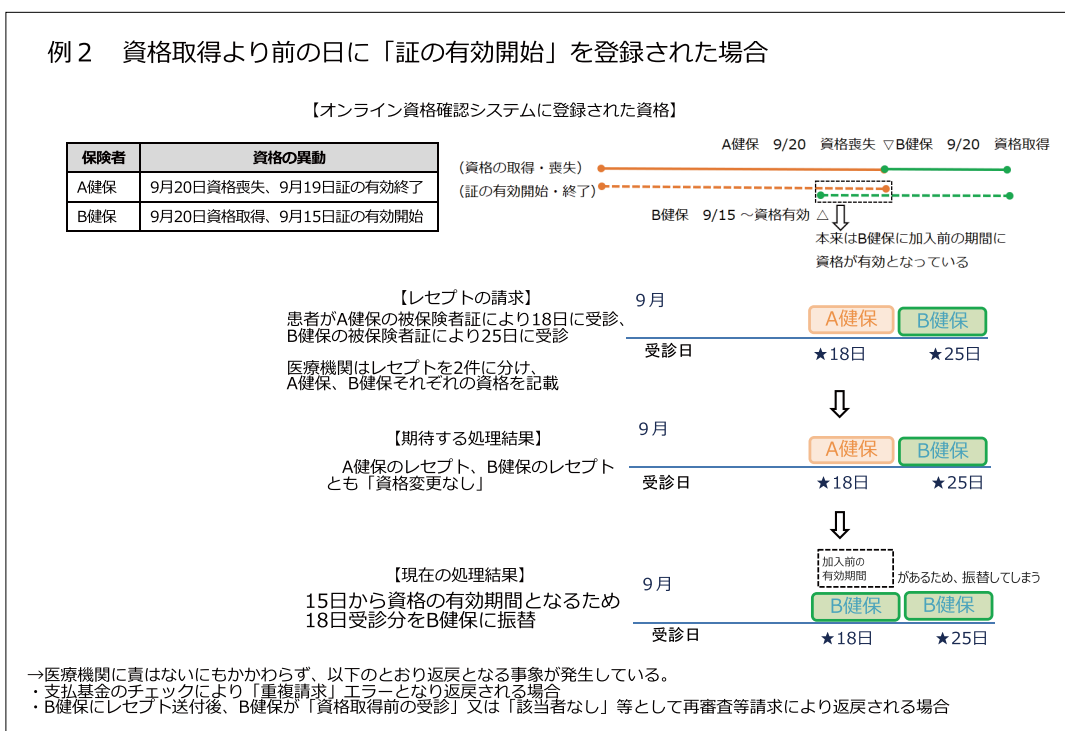 例２　資格取得より前の日に「証の有効開始」を登録された場合
【オンライン資格確認システムに登録された資格】
保険者 資格の異動
A健保 9月20日資格喪失、9月19日証の有効終了
B健保 9月20日資格取得、9月15日証の有効開始
A健保　9/20　資格喪失 ▽B健保　9/20　資格取得
(資格の取得・喪失)
(証の有効開始・終了)
B健保　9/15 ～資格有効 △
本来はB健保に加入前の期間に
資格が有効となっている
【レセプトの請求】
患者がA健保の被保険者証により18日に受診、
B健保の被保険者証により25日に受診
医療機関はレセプトを2件に分け、
A健保、B健保それぞれの資格を記載
9月
A健保 B健保
受診日 ★18日 ★25日
【期待する処理結果】
A健保のレセプト、B健保のレセプト
とも「資格変更なし」
9月
A健保 B健保
受診日 ★18日 ★25日
【現在の処理結果】
15日から資格の有効期間となるため
18日受診分をB健保に振替
9月
加入前の
有効期間
があるため、振替してしまう
B健保 B健保
受診日 ★18日 ★25日
→医療機関に責はないにもかかわらず、以下のとおり返戻となる事象が発生している。
・支払基金のチェックにより「重複請求」エラーとなり返戻される場合
・B健保にレセプト送付後、B健保が「資格取得前の受診」又は「該当者なし」等として再審査等請求により返戻される場合